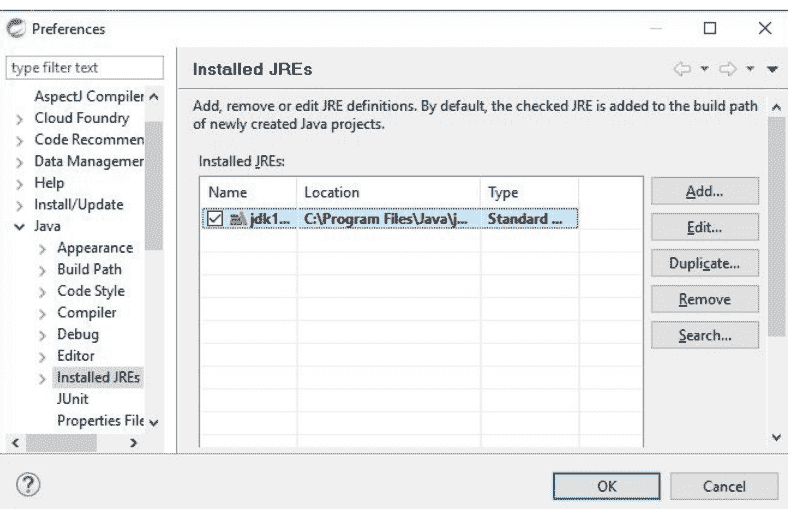 Preferences
type filter text
AspectJ Compiler
Cloud Foundry
Code Recommen
Data Managemer
Help
Install/Update
Java
Appearance
Build Path
Code Style
Compiler
Debug
Editor
Installed JREs
JUnit
Properties File
Installed JREs
Add, remove or edit JRE definitions. By default, the checked JRE is added to the build path
of newly created Java projects.
Installed JREs:
Name Location Type
jdk1... C:\Program Files\Java\j... Standard ...
Add...
Edit...
Duplicate...
Remove
Search...
?
OK Cancel